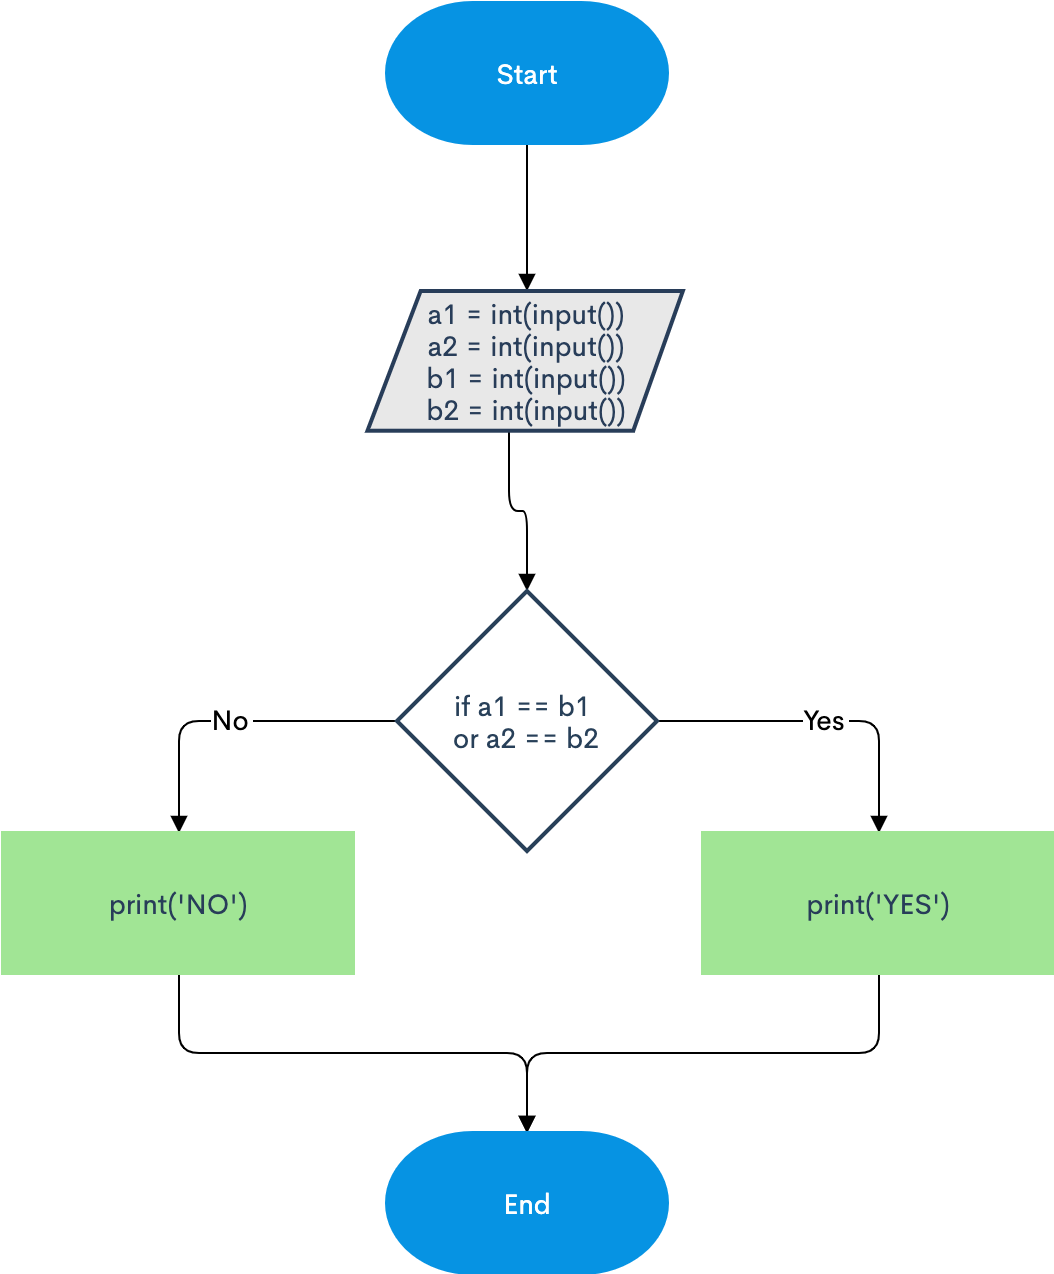 Start
a1 = int(input())
a2 = int(input())
b1 = int(input())
b2 = int(input())
if a1 == b1
or a2 == b2
No
Yes
print('NO')
print('YES')
End